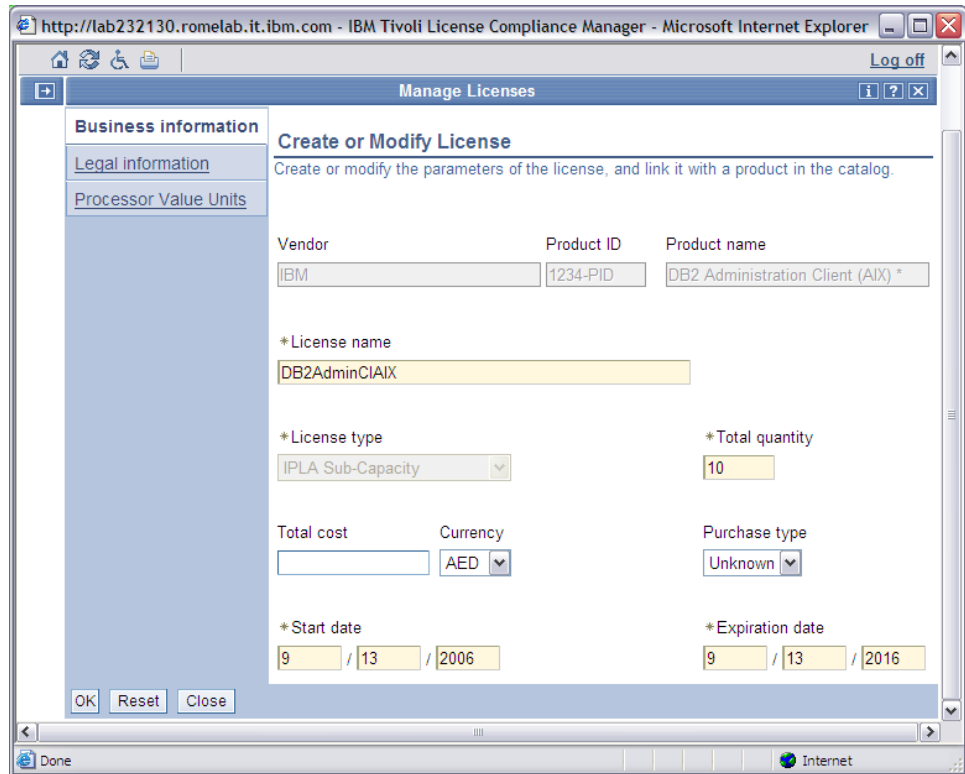 http://lab232130.romelab.it.ibm.com - IBM Tivoli License Compliance Manager - Microsoft Internet Explorer
Log off
Manage Licenses
Business information
Legal information
Processor Value Units
Create or Modify License
Create or modify the parameters of the license, and link it with a product in the catalog.
Vendor Product ID Product name
IBM 1234-PID DB2 Administration Client (AIX) *
*License name
DB2AdminClAIX
*License type *Total quantity
IPLA Sub-Capacity 10
Total cost Currency Purchase type
AED Unknown
*Start date *Expiration date
9 / 13 / 2006 9 / 13 / 2016
OK Reset Close
Done Internet